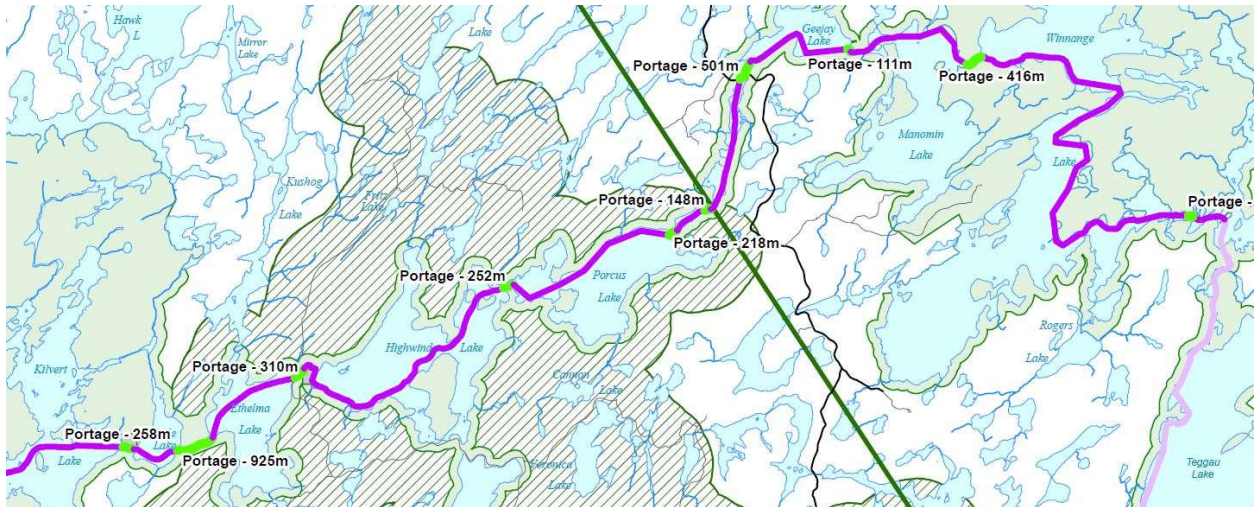 Hawk
L
Mirror
Lake
Lake
Geejay
Lake
Winnange
Portage - 501m
Portage - 111m
Portage - 416m
Manomin
Lake
Lake
Kushog
Lake
Fritz
Lake
Portage - 148m
Portage -
Portage - 218m
Portage - 252m
Porcus
Lake
Rogers
Lake
Highwind
Lake
Portage - 310m
Kilvert
Cannon
Lake
Ethelma
Lake
Portage - 258m
Lake
Lake
Portage - 925m
Veronica
Lake
Teggau
Lake